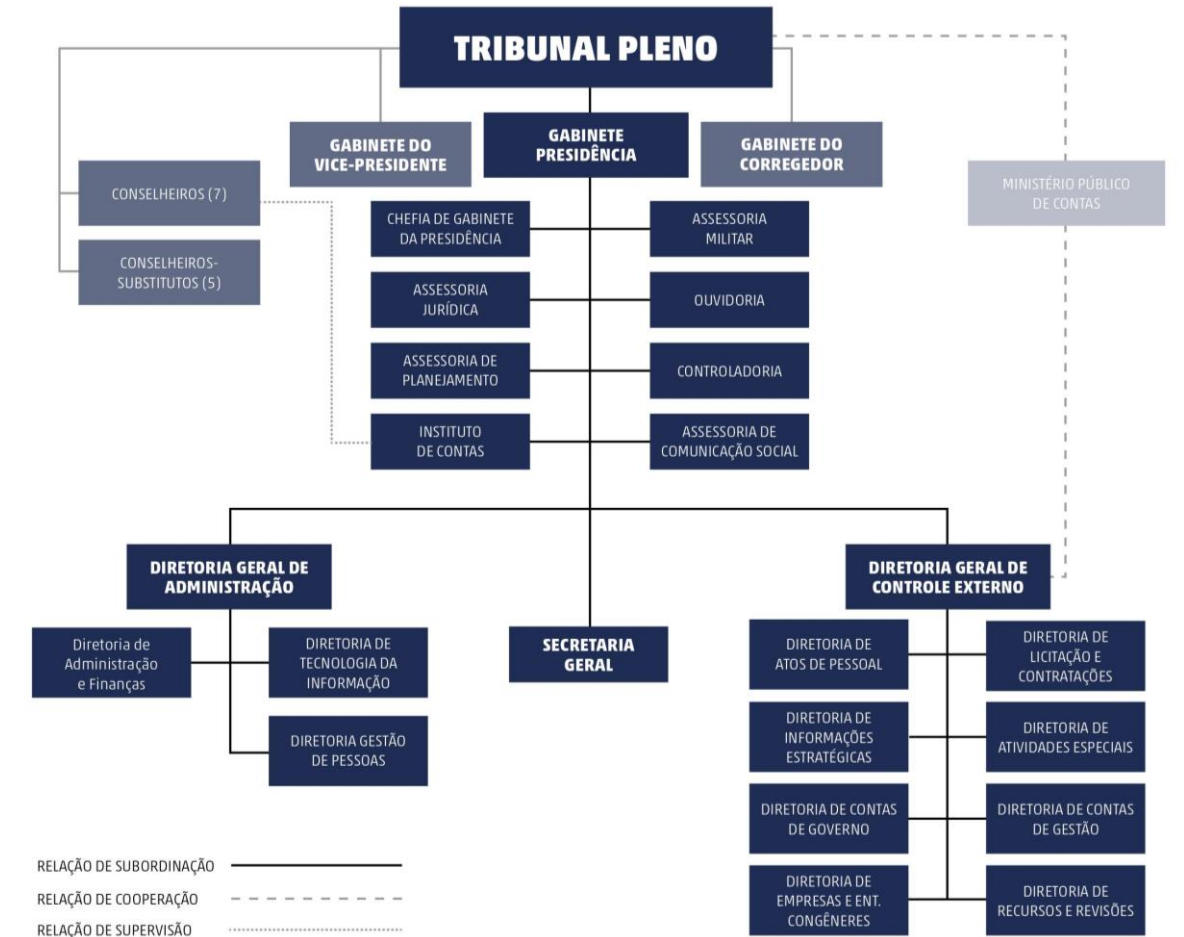 TRIBUNAL PLENO
GABINETE DO
VICE-PRESIDENTE
GABINETE
PRESIDÊNCIA
GABINETE DO
CORREGEDOR
CONSELHEIROS (7)
MINISTÉRIO PÚBLICO
DE CONTAS
CONSELHEIROS-
SUBSTITUTOS (5)
CHEFIA DE GABINETE
DA PRESIDÊNCIA
ASSESSORIA
MILITAR
ASSESSORIA
JURÍDICA
OUVIDORIA
ASSESSORIA DE
PLANEJAMENTO
CONTROLADORIA
INSTITUTO
DE CONTAS
ASSESSORIA DE
COMUNICAÇÃO SOCIAL
DIRETORIA GERAL DE
ADMINISTRAÇÃO
DIRETORIA GERAL DE
CONTROLE EXTERNO
Diretoria de
Administração
e Finanças
DIRETORIA DE
TECNOLOGIA DA
INFORMAÇÃO
SECRETARIA
GERAL
DIRETORIA DE
ATOS DE PESSOAL
DIRETORIA DE
LICITAÇÃO E
CONTRATAÇÕES
DIRETORIA GESTÃO
DE PESSOAS
DIRETORIA DE
INFORMAÇÕES
ESTRATÉGICAS
DIRETORIA DE
ATIVIDADES ESPECIAIS
DIRETORIA DE CONTAS
DE GOVERNO
DIRETORIA DE CONTAS
DE GESTÃO
DIRETORIA DE
EMPRESAS E ENT.
CONGÊNERES
DIRETORIA DE
RECURSOS E REVISÕES
RELAÇÃO DE SUBORDINAÇÃO
RELAÇÃO DE COOPERAÇÃO
RELAÇÃO DE SUPERVISÃO